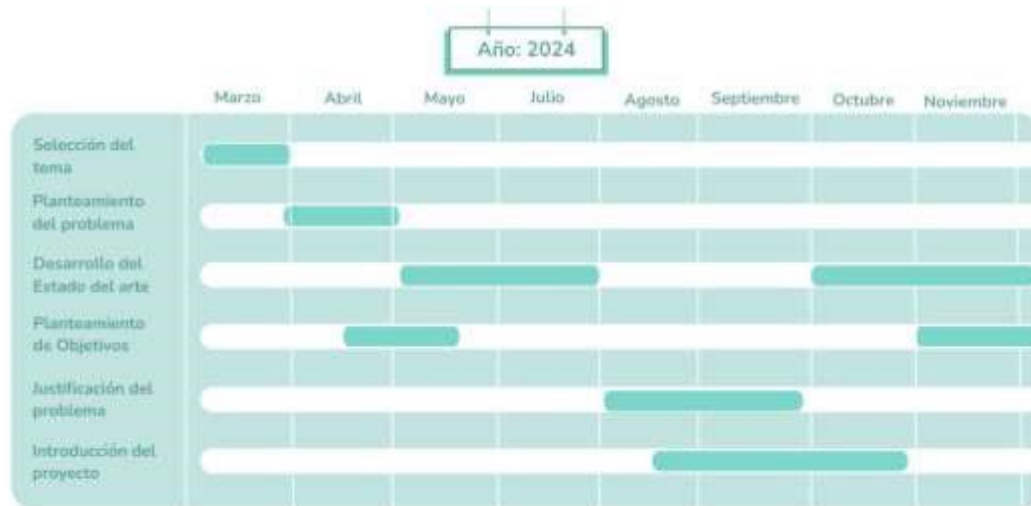 Año: 2024
Marzo Abril Mayo Julio Agosto Septiembre Octubre Noviembre
Selección del
tema
Planteamiento
del problema
Desarrollo del
Estado del arte
Planteamiento
de Objetivos
Justificación del
problema
Introducción del
proyecto